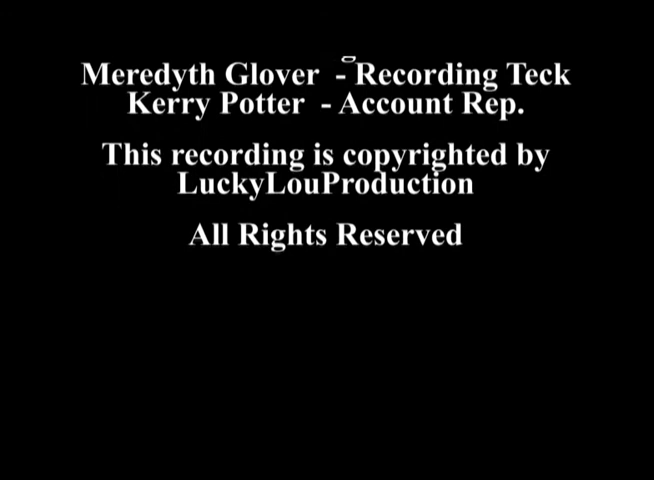 Meredyth Glover - Recording Teck
Kerry Potter - Account Rep.
This recording is copyrighted by
LuckyLouProduction
All Rights Reserved